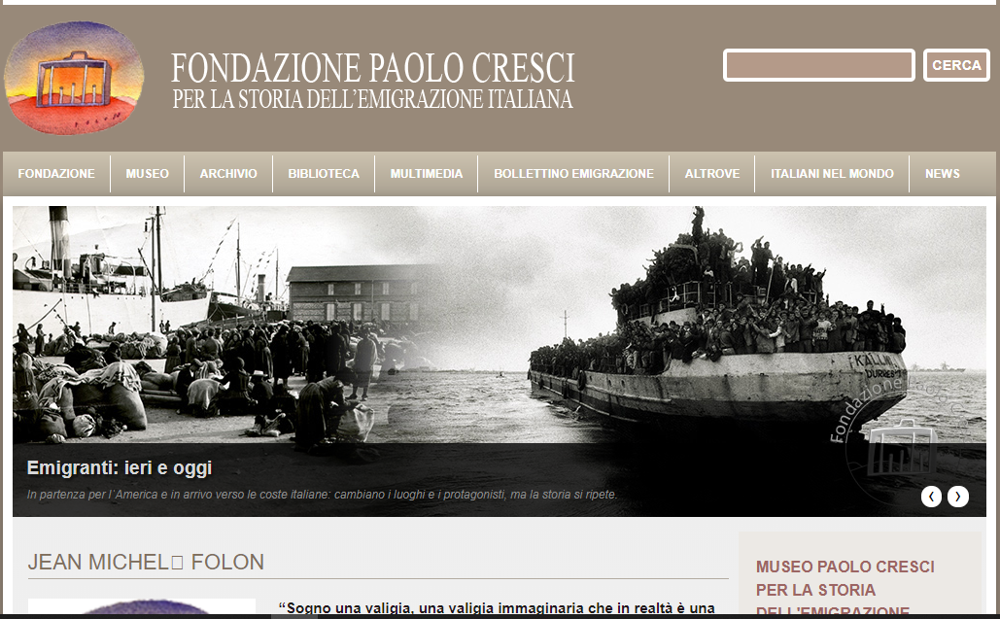 FONDAZIONE PAOLO CRESCI
PER LA STORIA DELL'EMIGRAZIONE ITALIANA
CERCA
FONDAZIONE MUSEO ARCHIVIO BIBLIOTECA MULTIMEDIA BOLLETTINO EMIGRAZIONE ALTROVE ITALIANI NEL MONDO NEWS
DURRES
Fondazione Paolo
Emigranti: ieri e oggi
In partenza per l`America e in arrivo verso le coste italiane: cambiano i luoghi e i protagonisti, ma la storia si ripete.
JEAN MICHEL FOLON
“Sogno una valigia, una valigia immaginaria che in realtà è una
MUSEO PAOLO CRESCI
PER LA STORIA
DELL'EMIGRAZIONE